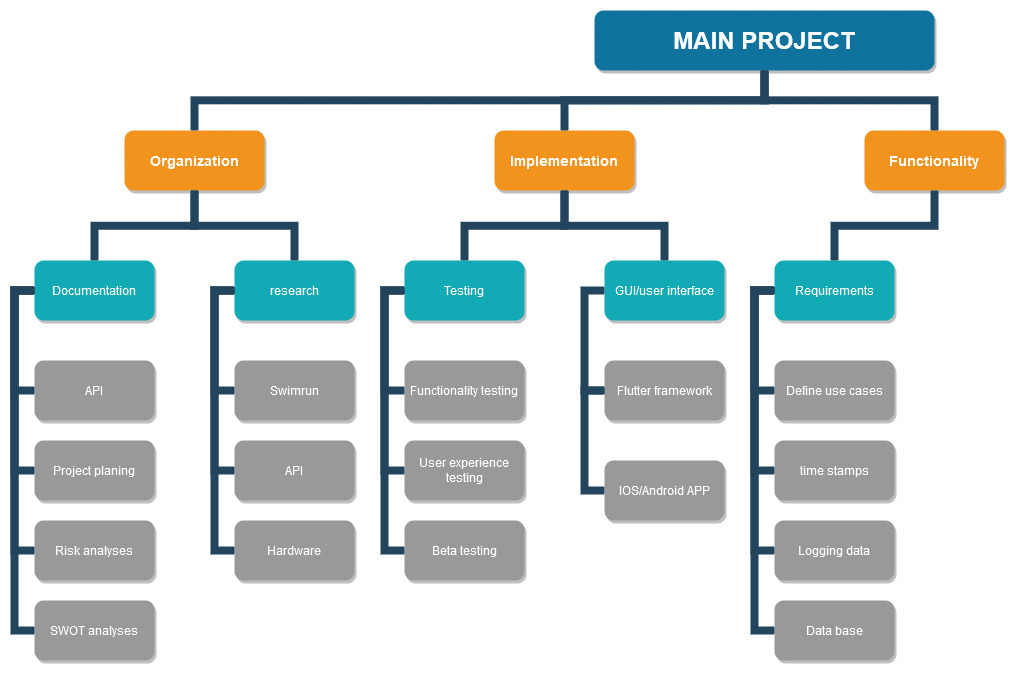 MAIN PROJECT
Organization
Implementation
Functionality
Documentation
research
Testing
GUI/user interface
Requirements
API
Swimrun
Functionality testing
Flutter framework
Define use cases
Project planing
API
User experience
testing
IOS/Android APP
time stamps
Risk analyses
Hardware
Beta testing
Logging data
SWOT analyses
Data base